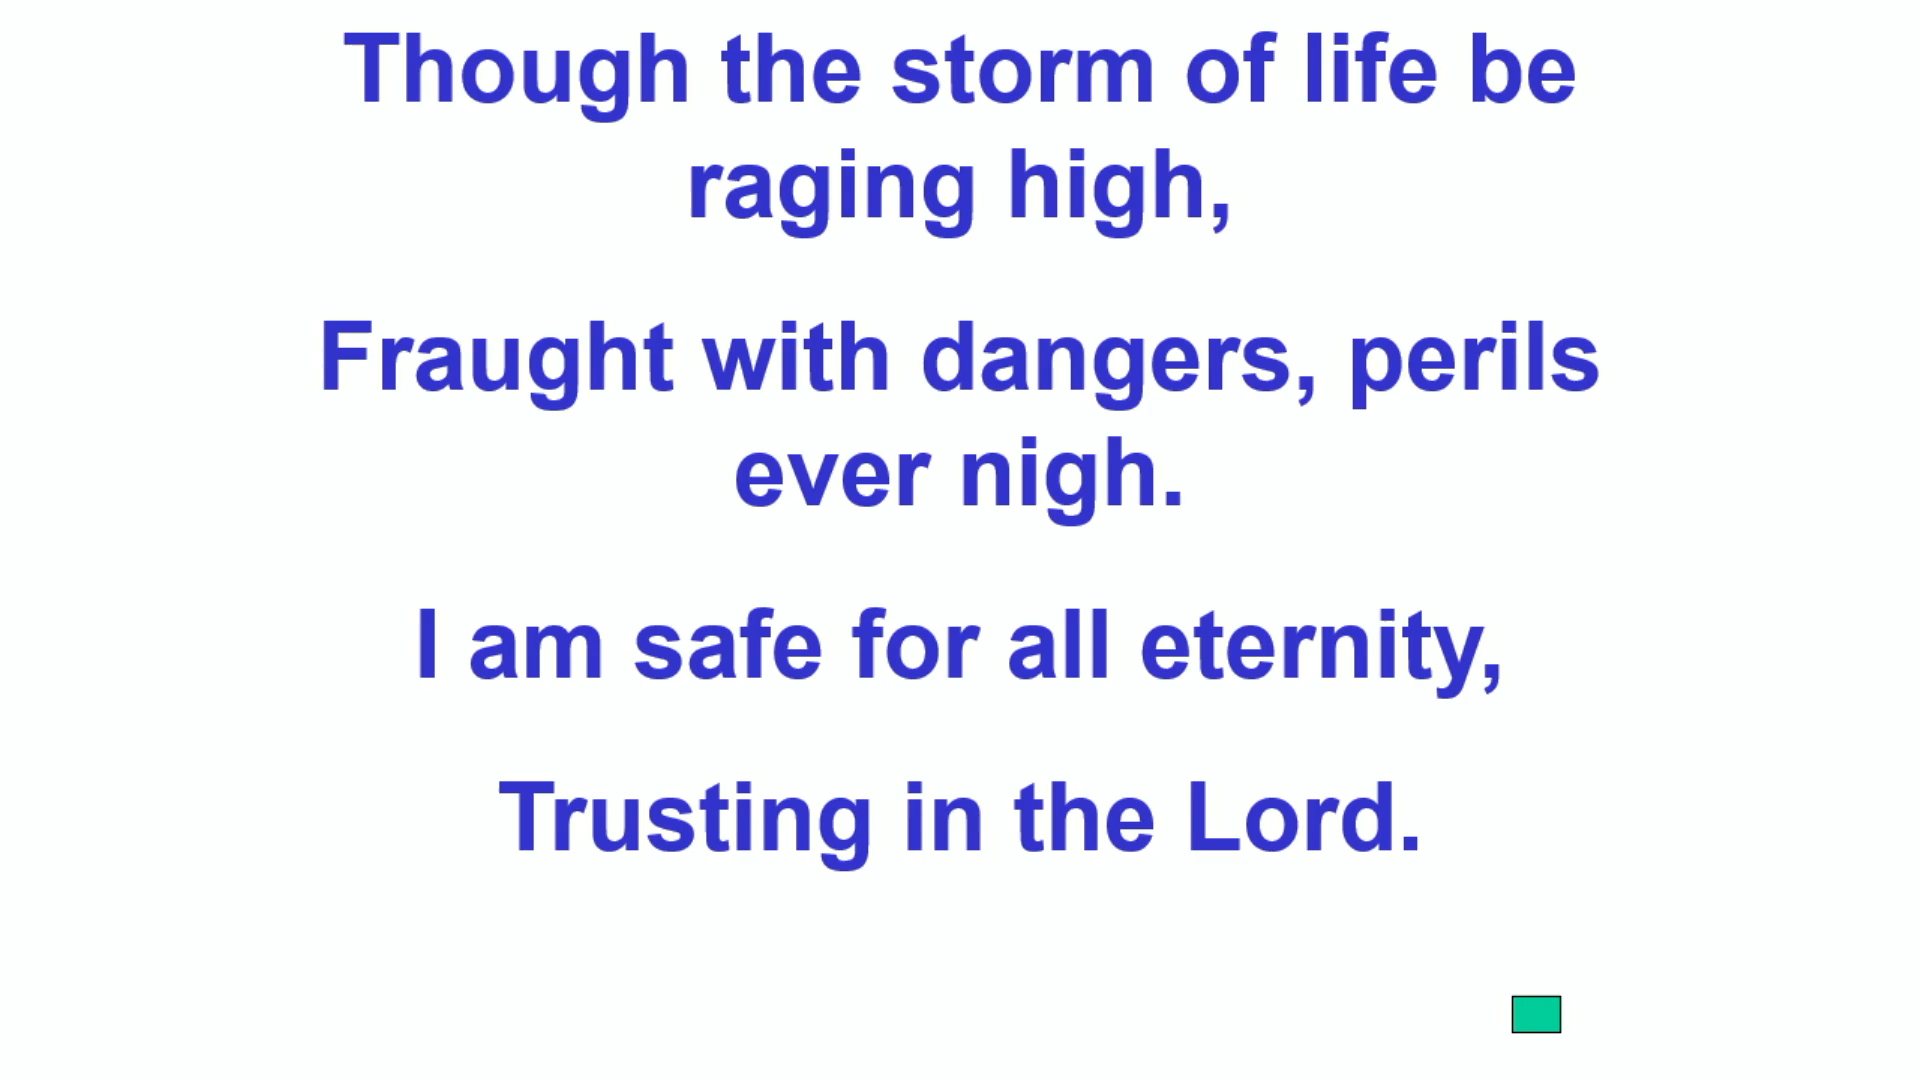 Though the storm of life be
raging high,
Fraught with dangers, perils
ever nigh.
I am safe for all eternity,
Trusting in the Lord.